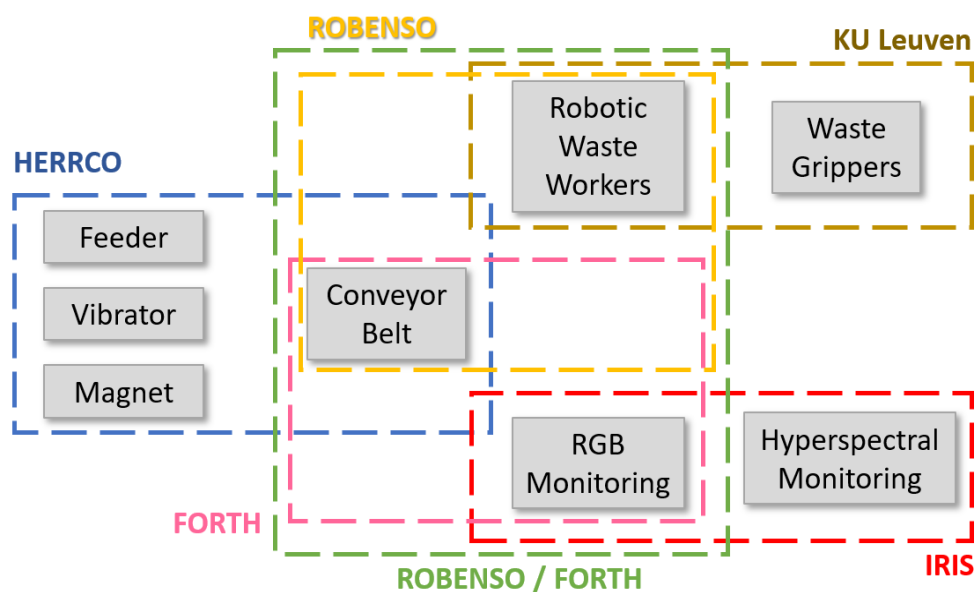 ROBENSO
KU Leuven
Robotic
Waste
Workers
Waste
Grippers
HERRCO
Feeder
Vibrator
Magnet
Conveyor
Belt
RGB
Monitoring
Hyperspectral
Monitoring
FORTH
IRIS
ROBENSO / FORTH